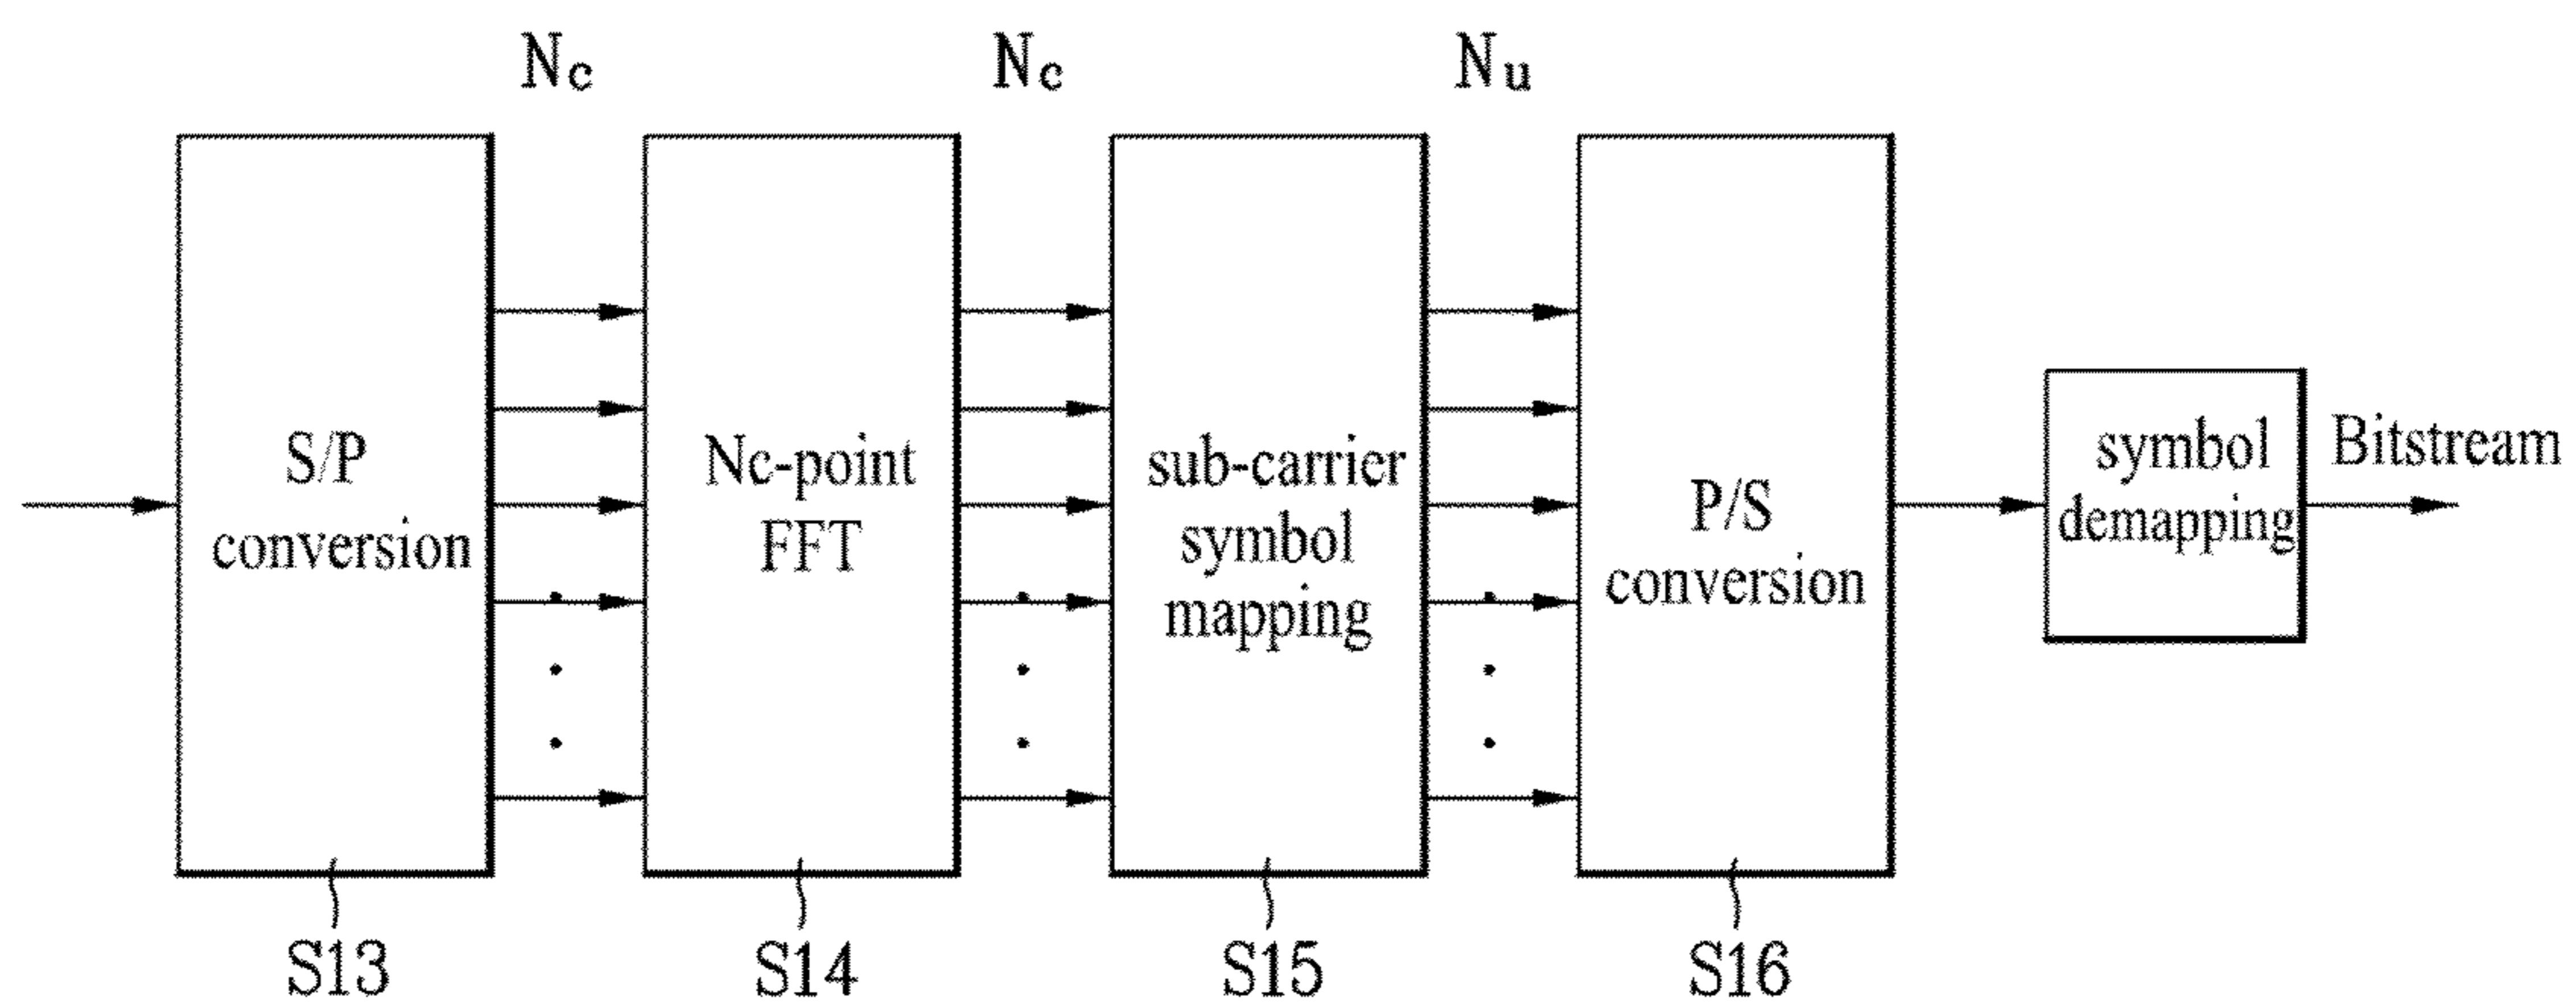 Nc
Nc
Nu
S/P
conversion
Nc-point
FFT
sub-carrier
symbol
mapping
P/S
conversion
symbol
demapping
Bitstream
S13
S14
S15
S16